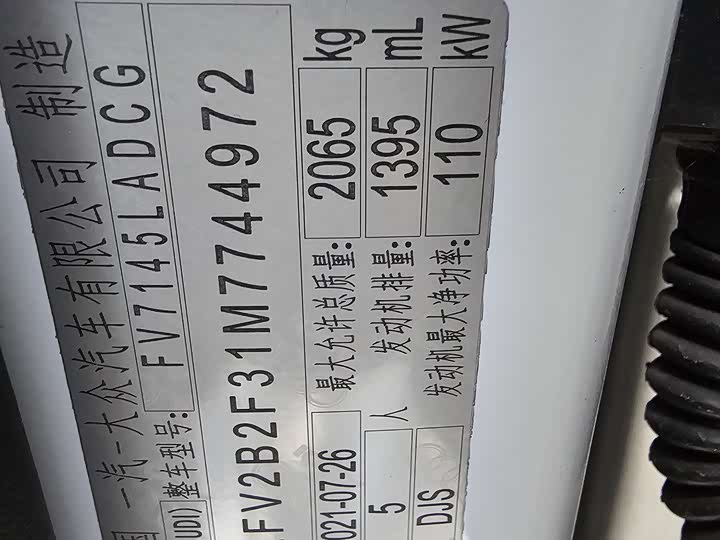 国 一汽-大众汽车有限公司 制造
UDI) 整车型号: FV7145LADCG
FV2B2F31M7744972
021-07-26 最大允许总质量: 2065 kg
5 人 发动机排量: 1395 mL
DJS 发动机最大净功率: 110 kW